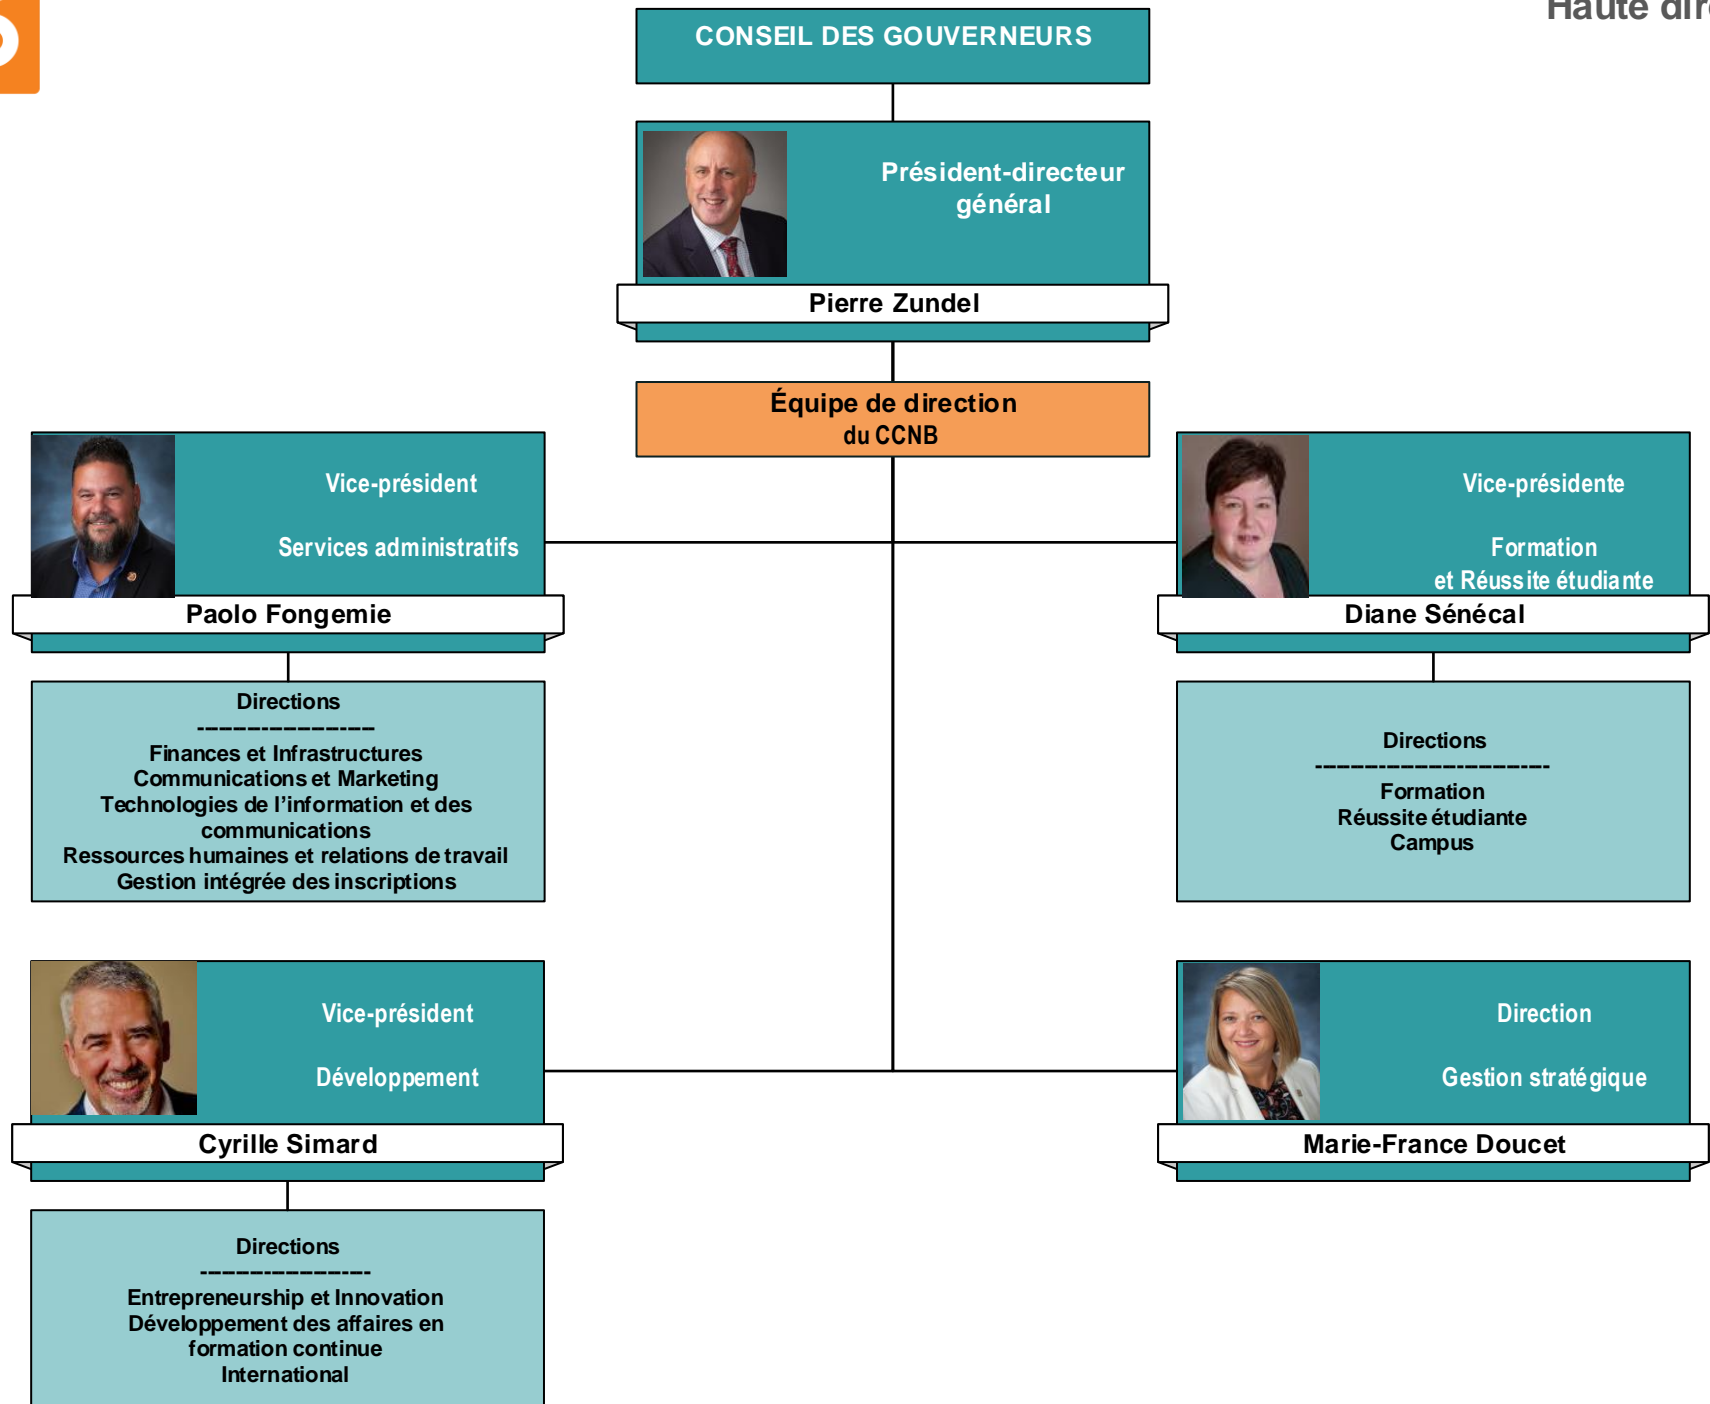 Haute
CONSEIL DES GOUVERNEURS
Président-directeur
général
Pierre Zundel
Équipe de direction
du CCNB
Vice-président
Services administratifs
Paolo Fongemie
Vice-présidente
Formation
et Réussite étudiante
Diane Sénécal
Directions
------------------------
Finances et Infrastructures
Communications et Marketing
Technologies de l’information et des
communications
Ressources humaines et relations de travail
Gestion intégrée des inscriptions
Directions
--------------------------------
Formation
Réussite étudiante
Campus
Vice-président
Développement
Cyrille Simard
Direction
Gestion stratégique
Marie-France Doucet
Directions
-----------------------
Entrepreneurship et Innovation
Développement des affaires en
formation continue
International